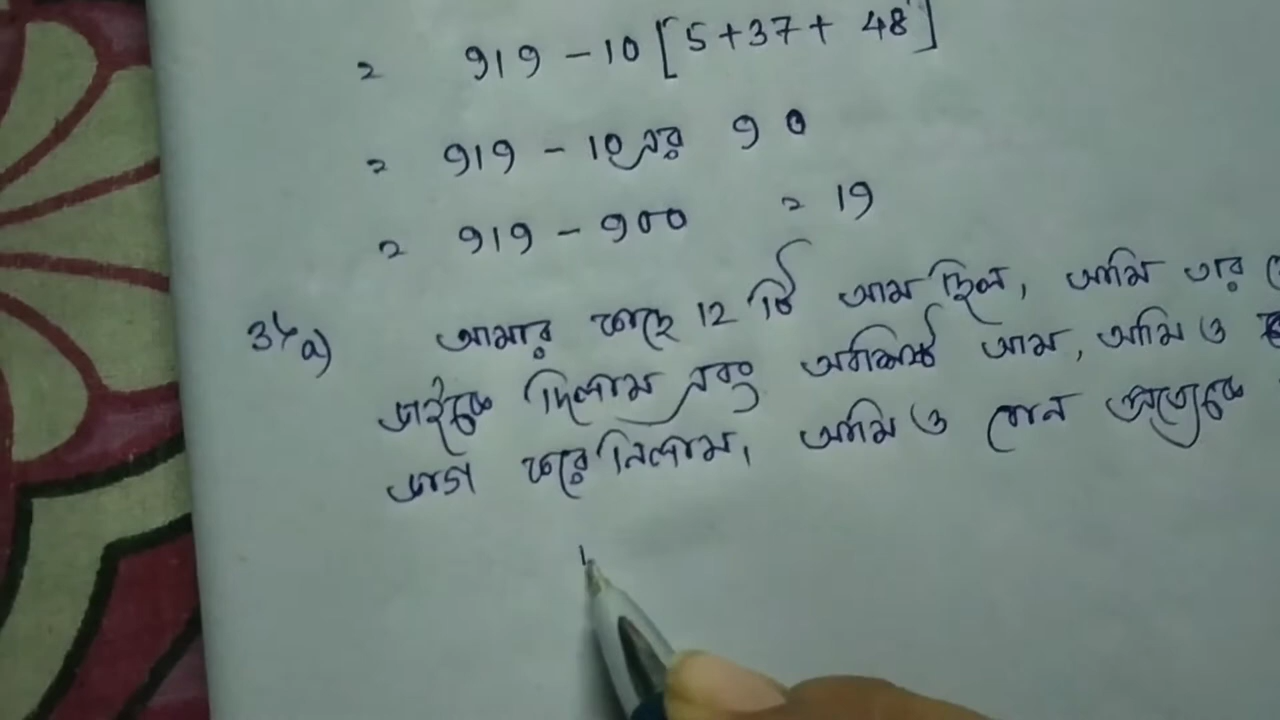 = 919 - 10 [5+37+ 48]
= 919 - 10 এর 90
= 919 - 900 = 19
3। a) আমার কাছে 12 টি আম ছিল, আমি তার
ভাইকে দিলাম এবং অবশিষ্ট আম, আমি ও
ভাগ করে নিলাম, আমি ও বোন প্রত্যেকে